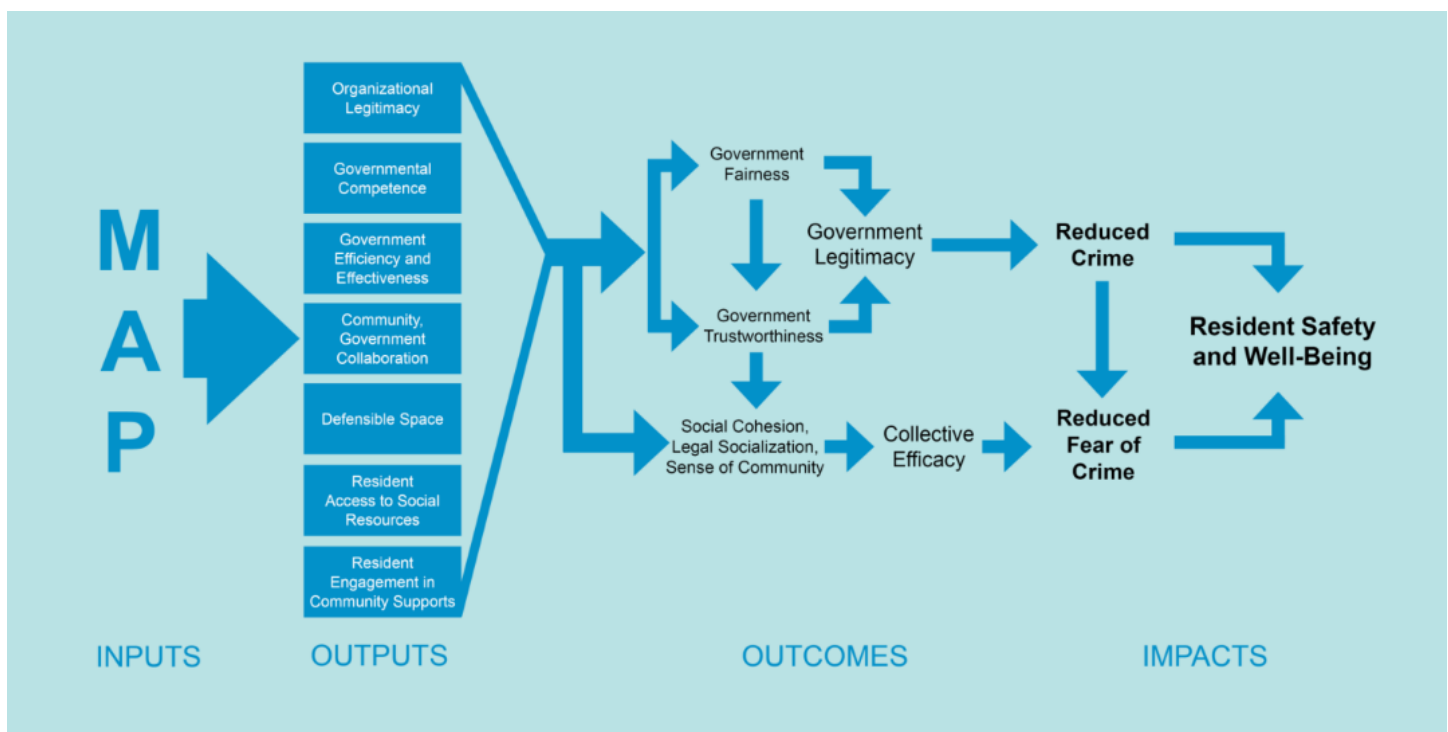 M
A
P
Organizational
Legitimacy
Governmental
Competence
Government
Efficiency and
Effectiveness
Community,
Government
Collaboration
Defensible Space
Resident
Access to Social
Resources
Resident
Engagement in
Community Supports
Government
Fairness
Government
Legitimacy
Government
Trustworthiness
Social Cohesion,
Legal Socialization,
Sense of Community
Collective
Efficacy
Reduced
Crime
Reduced
Fear of
Crime
Resident Safety
and Well-Being
INPUTS
OUTPUTS
OUTCOMES
IMPACTS